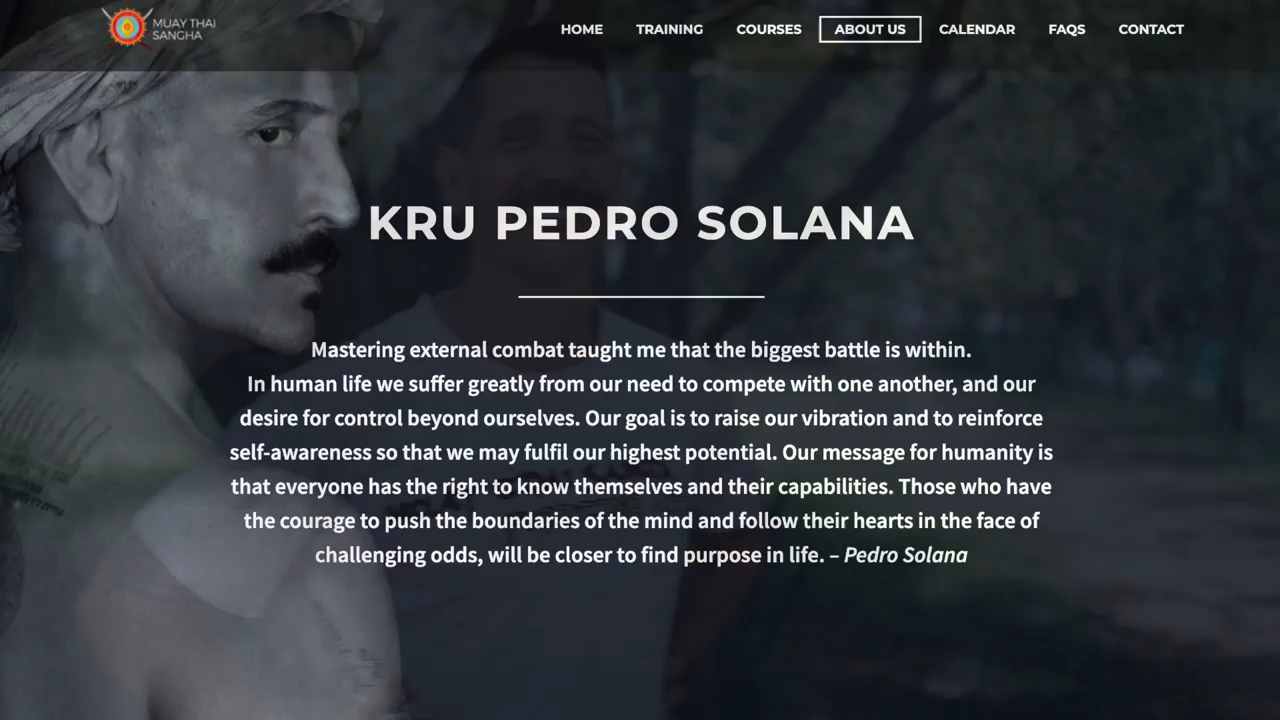 MUAY THAI
SANGHA
HOME TRAINING COURSES ABOUT US CALENDAR FAQS CONTACT
KRU PEDRO SOLANA
Mastering external combat taught me that the biggest battle is within.
In human life we suffer greatly from our need to compete with one another, and our
desire for control beyond ourselves. Our goal is to raise our vibration and to reinforce
self-awareness so that we may fulfil our highest potential. Our message for humanity is
that everyone has the right to know themselves and their capabilities. Those who have
the courage to push the boundaries of the mind and follow their hearts in the face of
challenging odds, will be closer to find purpose in life. – Pedro Solana